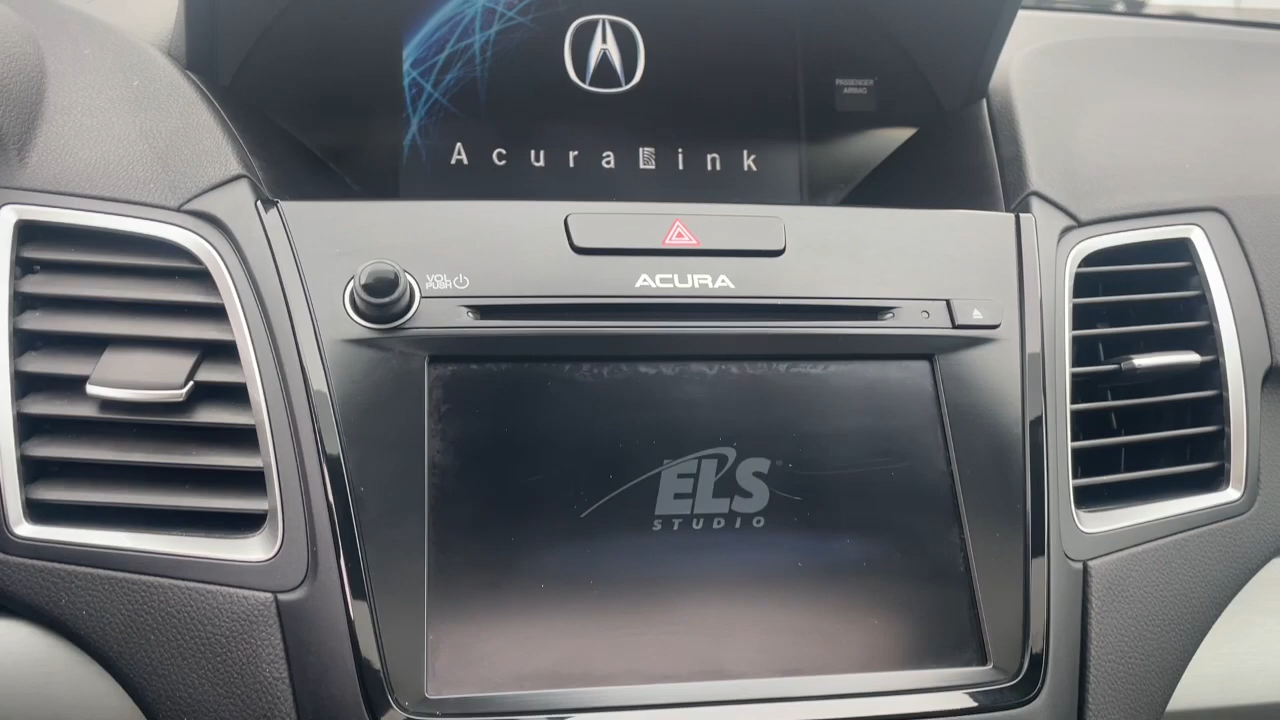 PASSENGER
AIRBAG
AcuraLink
VOL
PUSH
ACURA
ELS
STUDIO